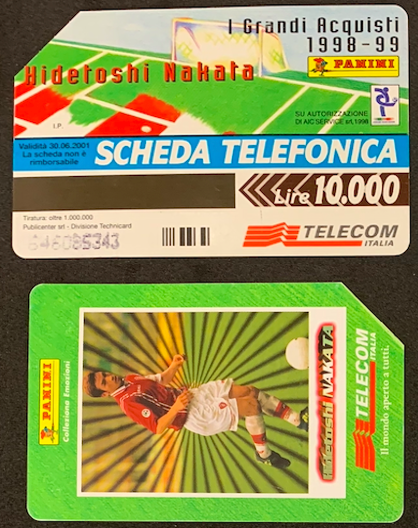 I Grandi Acquisti
1998-99
Hidetoshi Nakata
PANINI
I.P.
SU AUTORIZZAZIONE
DI AIC SERVICE srl, 1998
Validità 30.06.2001
La scheda non è
rimborsabile
SCHEDA TELEFONICA
Lire 10.000
Tiratura: oltre 1.000.000
Publicenter srl - Divisione Technicard
TELECOM
ITALIA
PANINI
Collezione Emozioni
Hidetoshi NAKATA
TELECOM
ITALIA
Il mondo aperto a tutti.